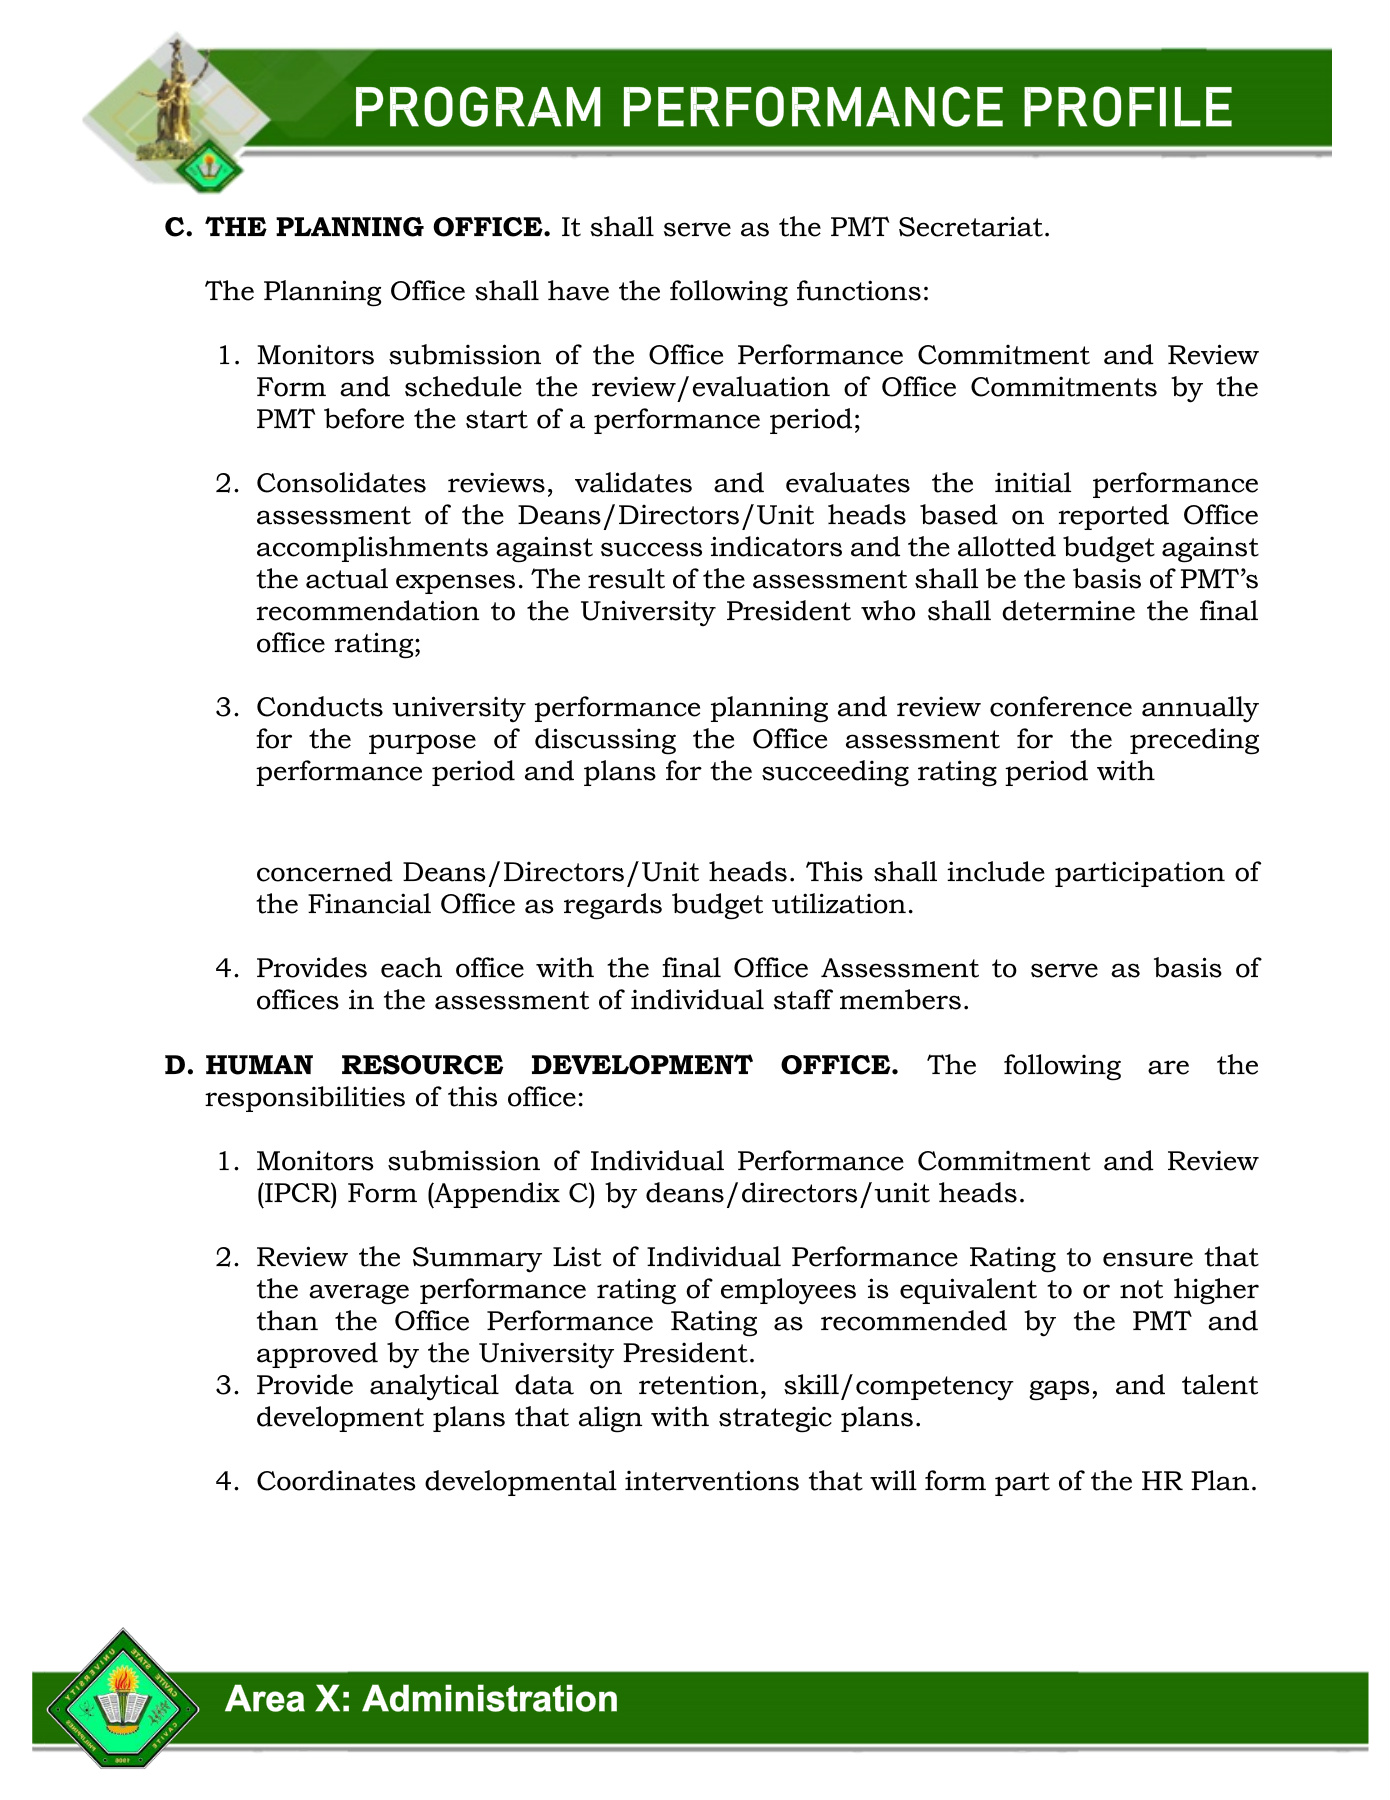 PROGRAM PERFORMANCE PROFILE
C. THE PLANNING OFFICE. It shall serve as the PMT Secretariat.
The Planning Office shall have the following functions:
1. Monitors submission of the Office Performance Commitment and Review
Form and schedule the review/evaluation of Office Commitments by the
PMT before the start of a performance period;
2. Consolidates reviews, validates and evaluates the initial performance
assessment of the Deans/Directors/Unit heads based on reported Office
accomplishments against success indicators and the allotted budget against
the actual expenses. The result of the assessment shall be the basis of PMT’s
recommendation to the University President who shall determine the final
office rating;
3. Conducts university performance planning and review conference annually
for the purpose of discussing the Office assessment for the preceding
performance period and plans for the succeeding rating period with
concerned Deans/Directors/Unit heads. This shall include participation of
the Financial Office as regards budget utilization.
4. Provides each office with the final Office Assessment to serve as basis of
offices in the assessment of individual staff members.
D. HUMAN RESOURCE DEVELOPMENT OFFICE. The following are the
responsibilities of this office:
1. Monitors submission of Individual Performance Commitment and Review
(IPCR) Form (Appendix C) by deans/directors/unit heads.
2. Review the Summary List of Individual Performance Rating to ensure that
the average performance rating of employees is equivalent to or not higher
than the Office Performance Rating as recommended by the PMT and
approved by the University President.
3. Provide analytical data on retention, skill/competency gaps, and talent
development plans that align with strategic plans.
4. Coordinates developmental interventions that will form part of the HR Plan.
CAVITE STATE UNIVERSITY
CAVITE PHILIPPINES
1906
Area X: Administration